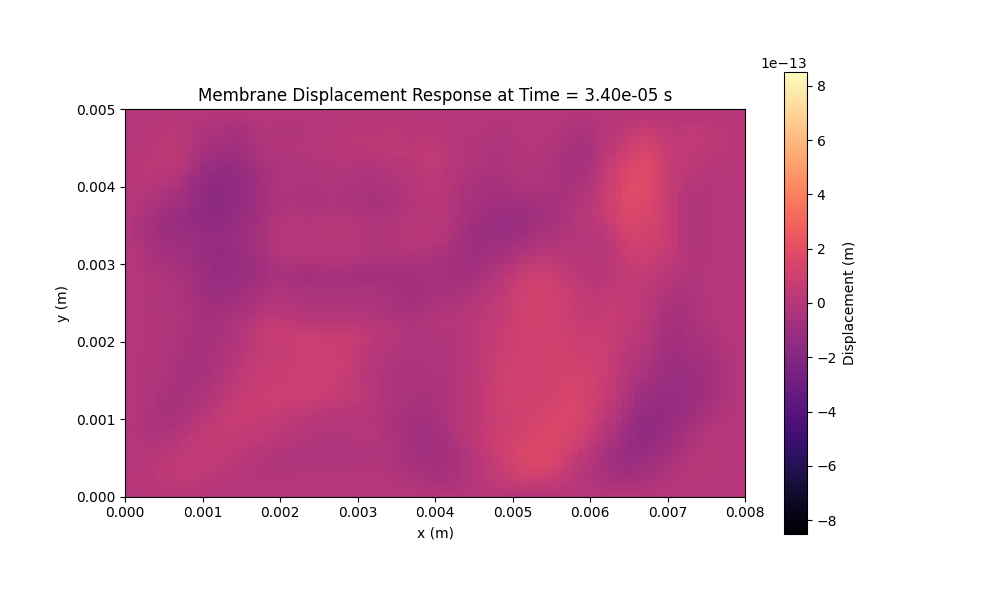 1e−13
Membrane Displacement Response at Time = 3.40e-05 s
0.005
0.004
0.003
0.002
0.001
0.000
y (m)
0.000 0.001 0.002 0.003 0.004 0.005 0.006 0.007 0.008
x (m)
8
6
4
2
0
−2
−4
−6
−8
Displacement (m)